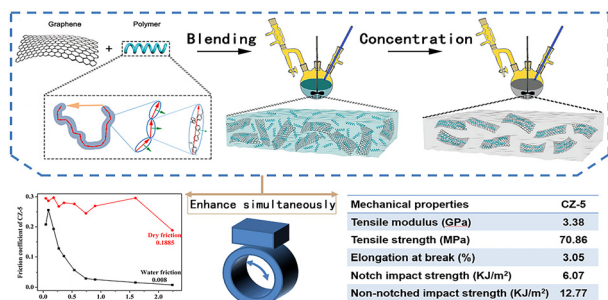 Graphene
Polymer
+
Blending
Concentration
Enhance simultaneously
Friction coefficient of CZ-5
0.3
0.2
0.1
0.0
0.0
0.5
1.0
1.5
2.0
Dry friction
0.1885
Water friction
0.008
Mechanical properties CZ-5
Tensile modulus (GPa) 3.38
Tensile strength (MPa) 70.86
Elongation at break (%) 3.05
Notch impact strength (KJ/m²) 6.07
Non-notched impact strength (KJ/m²) 12.77